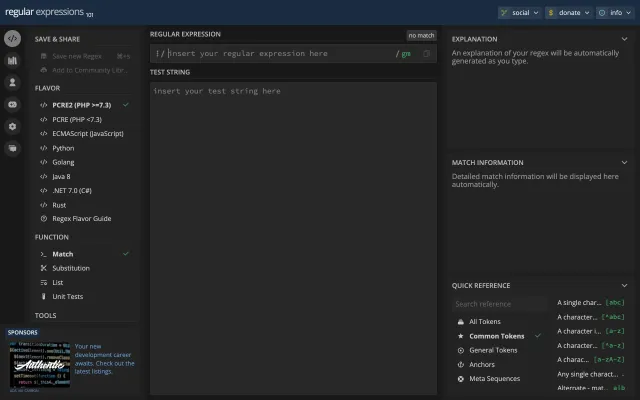 regular expressions 101
social
donate
info
SAVE & SHARE
Save new Regex ⌘+s
Add to Community Libr...
FLAVOR
PCRE2 (PHP >=7.3)
PCRE (PHP <7.3)
ECMAScript (JavaScript)
Python
Golang
Java 8
.NET 7.0 (C#)
Rust
Regex Flavor Guide
FUNCTION
Match
Substitution
List
Unit Tests
TOOLS
SPONSORS
Authentic
Your new
development career
awaits. Check out the
latest listings.
REGULAR EXPRESSION
no match
/ insert your regular expression here / gm
TEST STRING
insert your test string here
EXPLANATION
An explanation of your regex will be automatically
generated as you type.
MATCH INFORMATION
Detailed match information will be displayed here
automatically.
QUICK REFERENCE
Search reference
All Tokens
Common Tokens
General Tokens
Anchors
Meta Sequences
A single char... [abc]
A character... [^abc]
A character i... [a-z]
A character... [^a-z]
A charac... [a-zA-Z]
Any single charact... .
Alternate - mat... a|b